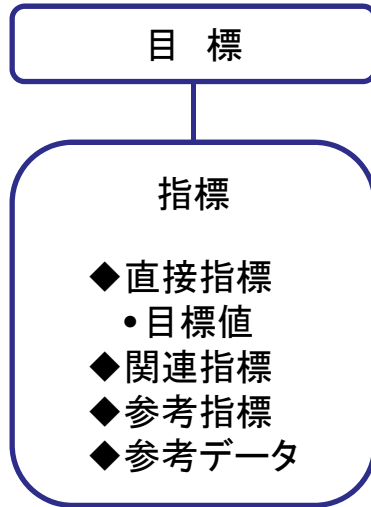 目 標
指標
◆直接指標
•目標値
◆関連指標
◆参考指標
◆参考データ